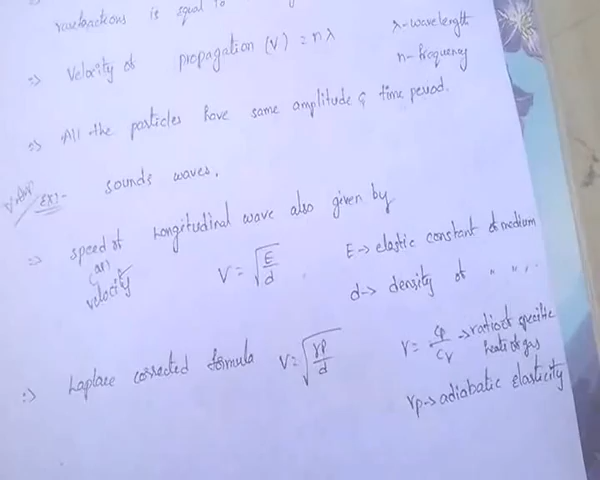 is equal to
=> Velocity of propagation (V) = nλ
λ - wavelength
n - frequency
=> All the particles have same amplitude & time period.
Ex:- sounds waves.
=> speed of Longitudinal wave also given by
(or)
velocity
V = √E/d
E -> elastic constant of medium
d -> density of " " "
=> Laplace corrected formula V = √γP/d
γ = Cp/Cv -> ratio of specific
heats of gas
γp -> adiabatic elasticity